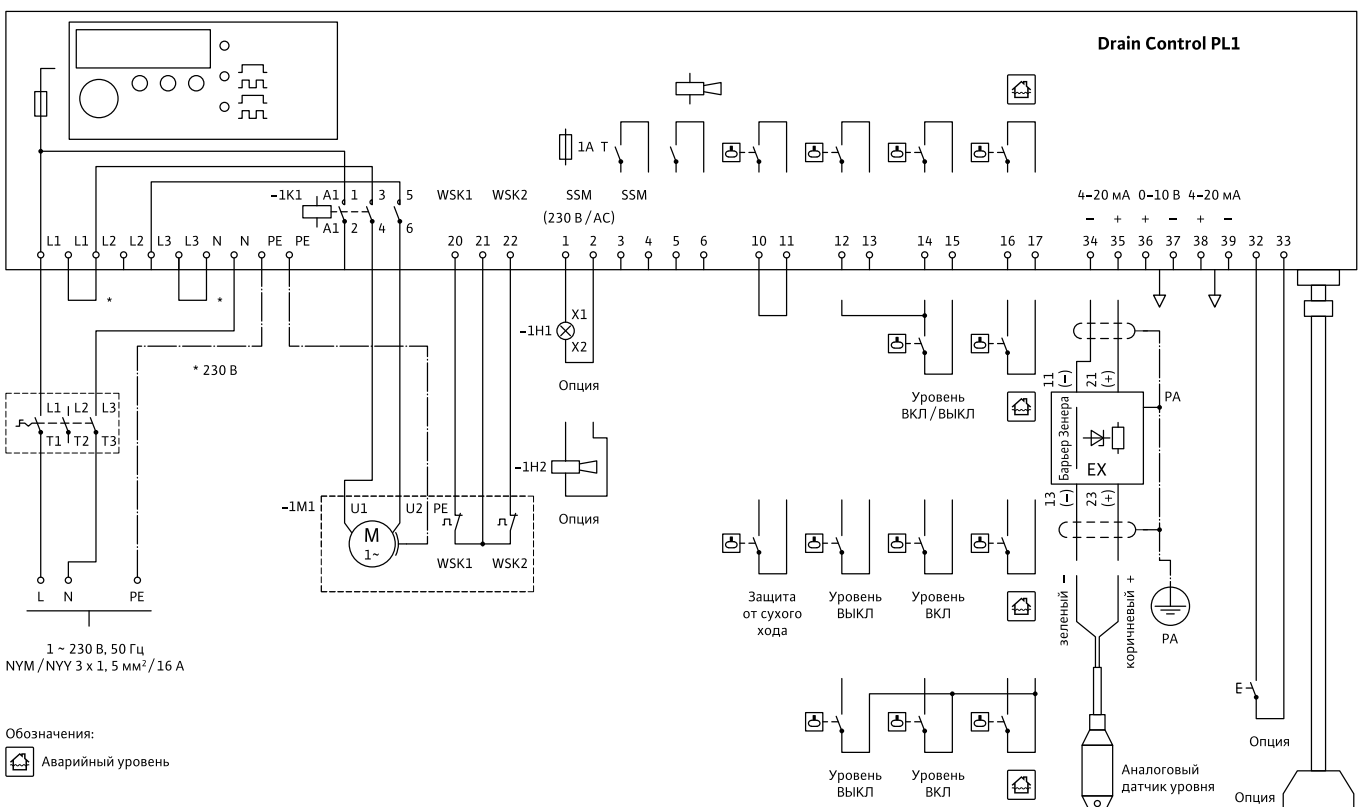 Drain Control PL1
1A T
-1K1 A1 1 3 5 WSK1 WSK2 SSM SSM 4–20 мА 0–10 В 4–20 мА
(230 В / АС) – + + – + –
A1 2 4 6
L1 L1 L2 L2 L3 L3 N N PE PE 20 21 22 1 2 3 4 5 6 10 11 12 13 14 15 16 17 34 35 36 37 38 39 32 33
* *
* 230 В
–1H1 X1
X2
Опция
Уровень
ВКЛ / ВЫКЛ
11 (–) 21 (+)
PA
Барьер Зенера
EX
13 (–) 23 (+)
L1 L2 L3
T1 T2 T3
–1H2
Опция
–1M1 U1 U2 PE
M
1~
WSK1 WSK2
L N PE
1 ~ 230 В, 50 Гц
NYM / NYY 3 x 1, 5 мм² / 16 А
Защита
от сухого
хода
Уровень
ВЫКЛ
Уровень
ВКЛ
зеленый –
коричневый +
PA
E
Опция
Обозначения:
Аварийный уровень
Уровень
ВЫКЛ
Уровень
ВКЛ
Аналоговый
датчик уровня
Опция